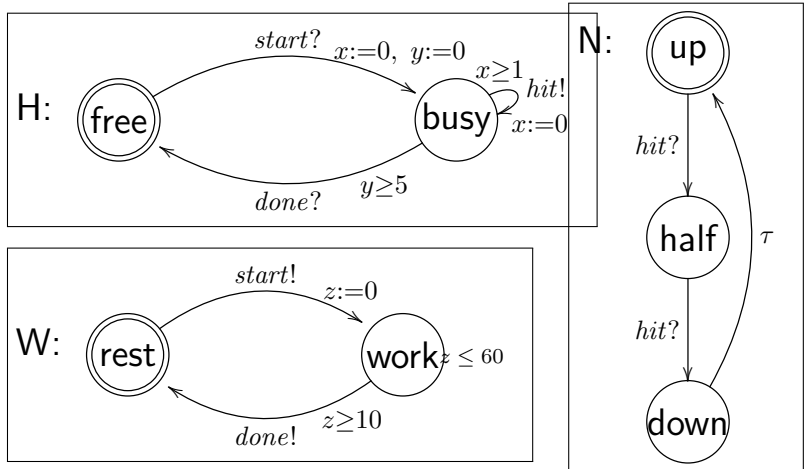 H:
start?
x:=0, y:=0
free
busy
x≥1
hit!
x:=0
y≥5
done?
W:
start!
z:=0
rest
work
z ≤ 60
z≥10
done!
N:
up
hit?
half
τ
hit?
down